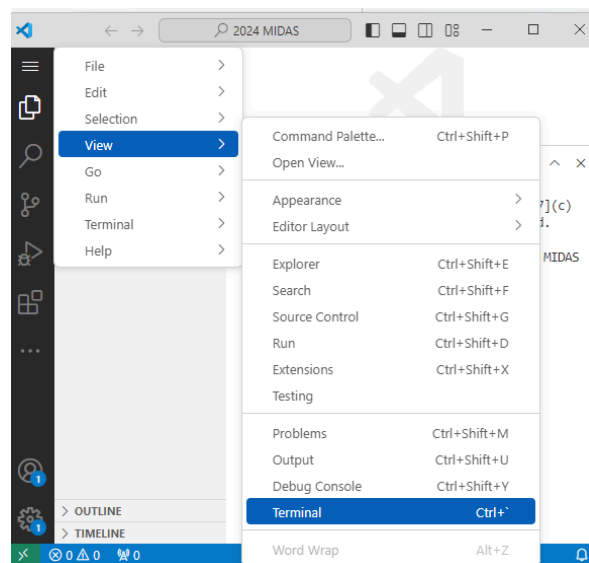 2024 MIDAS
File
Edit
Selection
View
Go
Run
Terminal
Help
Command Palette... Ctrl+Shift+P
Open View...
Appearance
Editor Layout
Explorer Ctrl+Shift+E
Search Ctrl+Shift+F
Source Control Ctrl+Shift+G
Run Ctrl+Shift+D
Extensions Ctrl+Shift+X
Testing
Problems Ctrl+Shift+M
Output Ctrl+Shift+U
Debug Console Ctrl+Shift+Y
Terminal Ctrl+`
Word Wrap Alt+Z
7](c)
d.
MIDAS
1
1
OUTLINE
TIMELINE
0 0 0